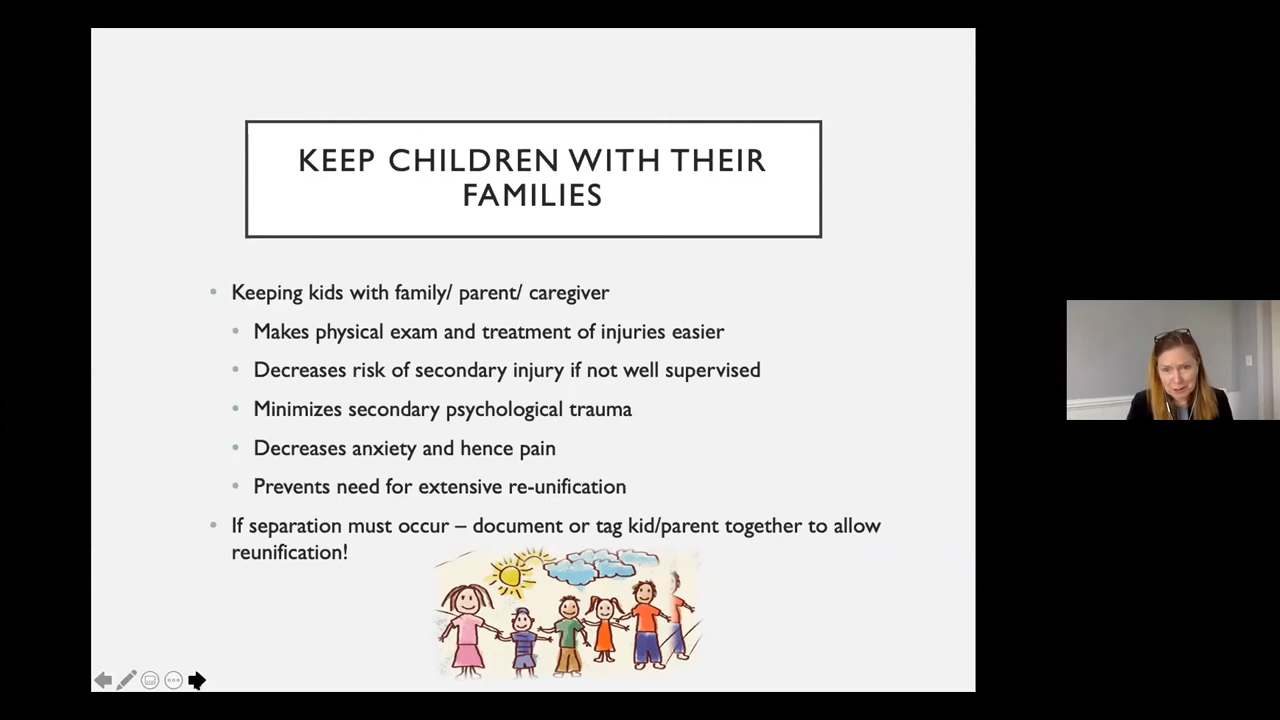 KEEP CHILDREN WITH THEIR
FAMILIES
• Keeping kids with family/ parent/ caregiver
• Makes physical exam and treatment of injuries easier
• Decreases risk of secondary injury if not well supervised
• Minimizes secondary psychological trauma
• Decreases anxiety and hence pain
• Prevents need for extensive re-unification
• If separation must occur – document or tag kid/parent together to allow
reunification!